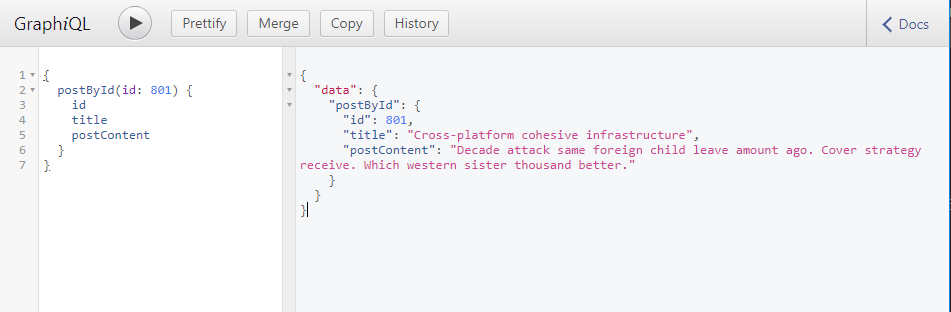 GraphiQL Prettify Merge Copy History Docs
1 {
2 postById(id: 801) {
3 id
4 title
5 postContent
6 }
7 }
{
"data": {
"postById": {
"id": 801,
"title": "Cross-platform cohesive infrastructure",
"postContent": "Decade attack same foreign child leave amount ago. Cover strategy
receive. Which western sister thousand better."
}
}
}